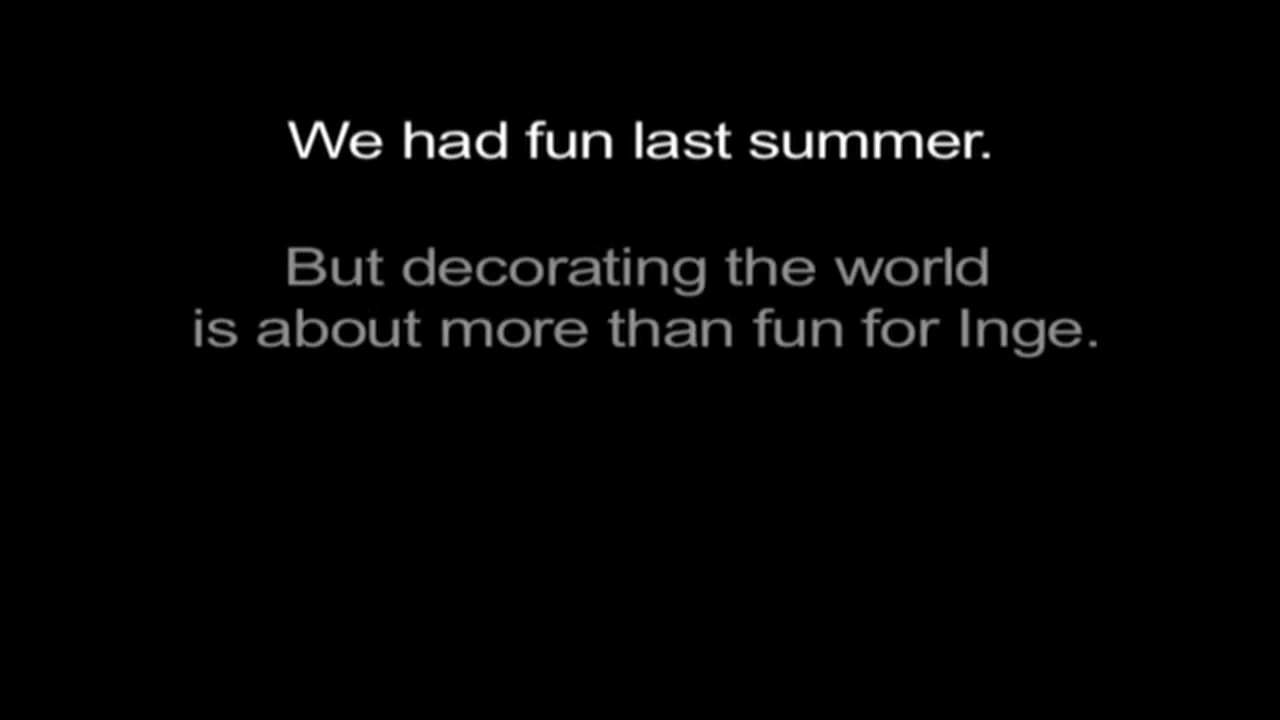 We had fun last summer.
But decorating the world
is about more than fun for Inge.